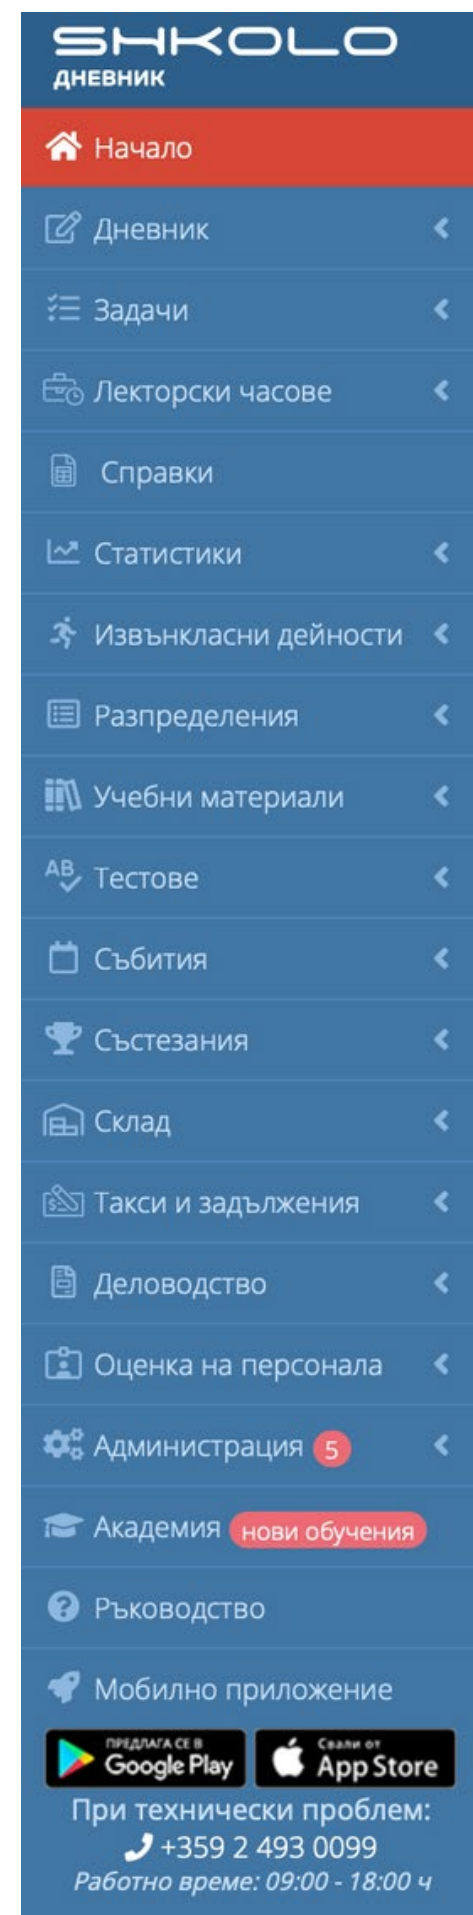 SHKOLO
ДНЕВНИК
Начало
Дневник
Задачи
Лекторски часове
Справки
Статистики
Извънкласни дейности
Разпределения
Учебни материали
AB
Тестове
Събития
Състезания
Склад
Такси и задължения
Деловодство
Оценка на персонала
Администрация 5
Академия нови обучения
Ръководство
Мобилно приложение
ПРЕДЛАГА СЕ В
Google Play
Свали от
App Store
При технически проблем:
+359 2 493 0099
Работно време: 09:00 - 18:00 ч